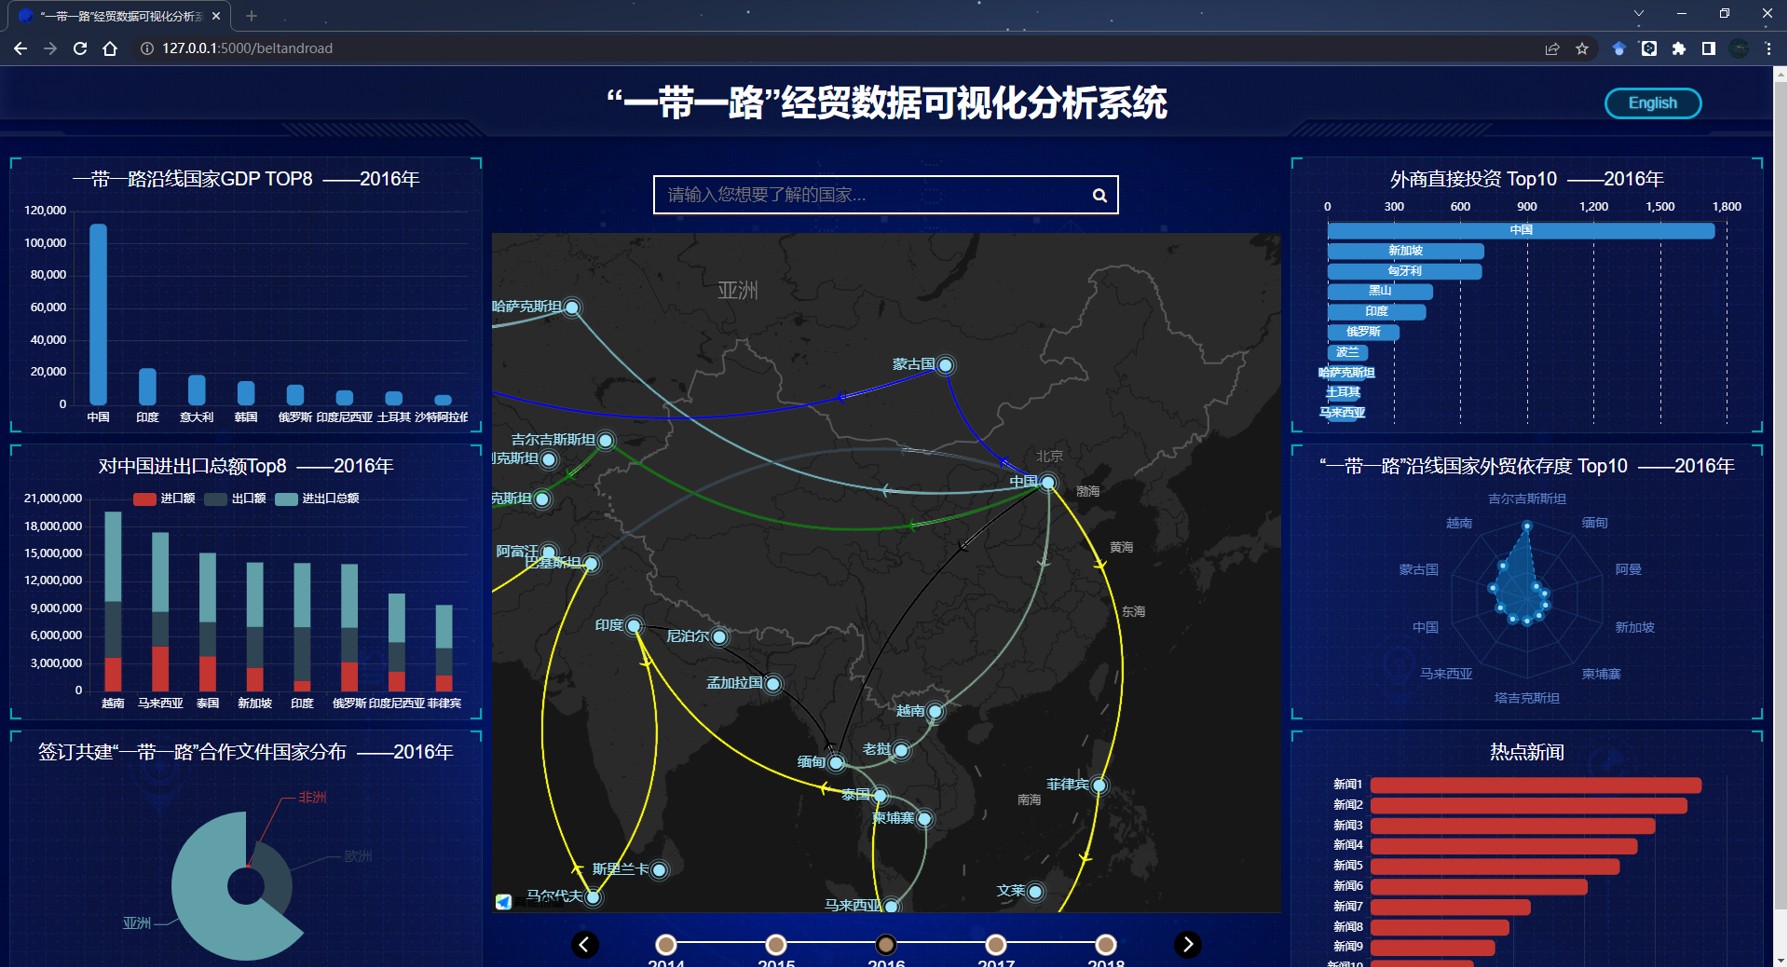 “一带一路”经贸数据可视化分析系
127.0.0.1:5000/beltandroad
“一带一路”经贸数据可视化分析系统
English
一带一路沿线国家GDP TOP8 ——2016年
120,000
100,000
80,000
60,000
40,000
20,000
0
中国 印度 意大利 韩国 俄罗斯 印度尼西亚 土耳其 沙特阿拉伯
对中国进出口总额Top8 ——2016年
进口额 出口额 进出口总额
21,000,000
18,000,000
15,000,000
12,000,000
9,000,000
6,000,000
3,000,000
0
越南 马来西亚 泰国 新加坡 印度 俄罗斯 印度尼西亚 菲律宾
签订共建“一带一路”合作文件国家分布 ——2016年
非洲
欧洲
亚洲
请输入您想要了解的国家...
亚洲
哈萨克斯坦
蒙古国
吉尔吉斯斯坦
克斯坦
北京
中国
渤海
克斯坦
阿富汗
巴基斯坦
黄海
东海
印度
尼泊尔
孟加拉国
越南
老挝
缅甸
泰国
菲律宾
南海
柬埔寨
斯里兰卡
马尔代夫
文莱
马来西亚
2014 2015 2016 2017 2018
外商直接投资 Top10 ——2016年
0 300 600 900 1,200 1,500 1,800
中国
新加坡
匈牙利
黑山
印度
俄罗斯
波兰
哈萨克斯坦
土耳其
马来西亚
“一带一路”沿线国家外贸依存度 Top10 ——2016年
吉尔吉斯斯坦
越南
缅甸
蒙古国
阿曼
中国
新加坡
马来西亚
柬埔寨
塔吉克斯坦
热点新闻
新闻1
新闻2
新闻3
新闻4
新闻5
新闻6
新闻7
新闻8
新闻9
新闻10